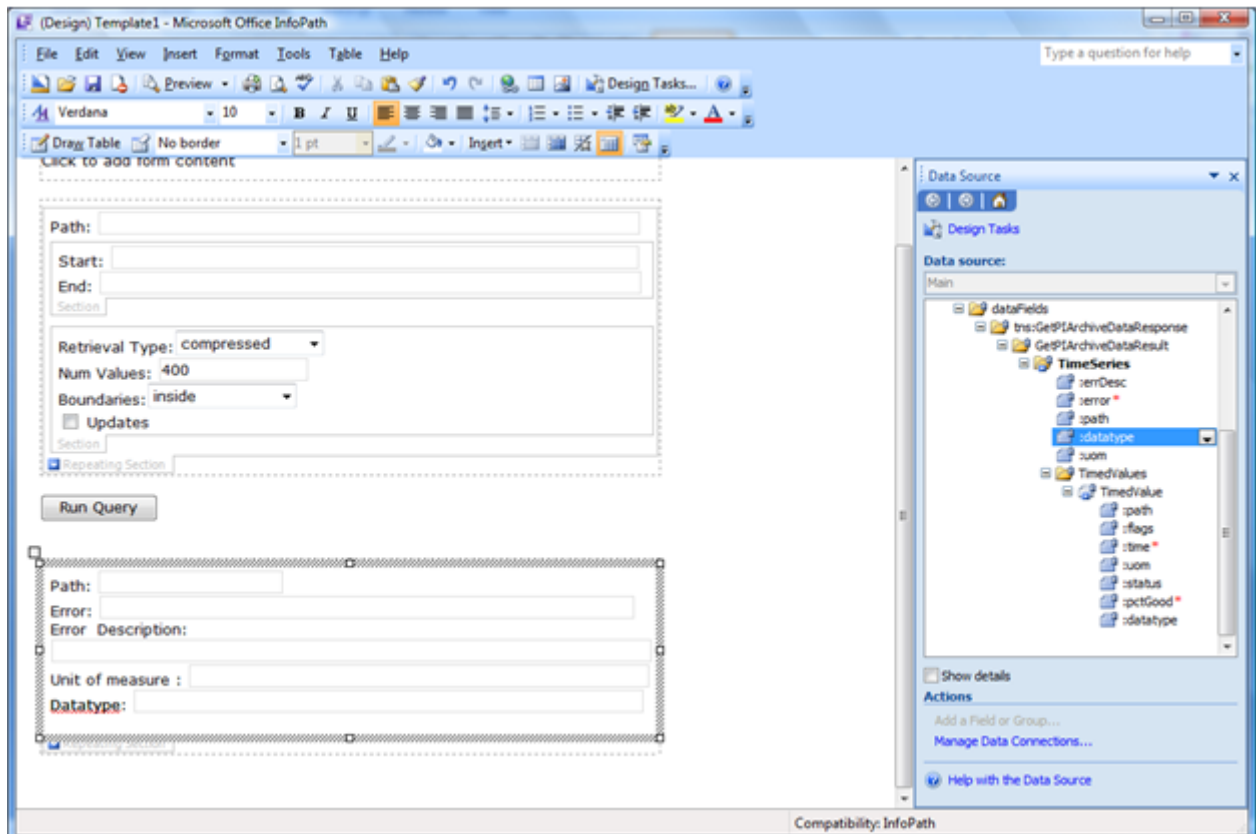 (Design) Template1 - Microsoft Office InfoPath
File Edit View Insert Format Tools Table Help
Type a question for help
Preview
Design Tasks...
Verdana 10 B I U
Draw Table No border 1 pt Insert
Click to add form content
Path:
Start:
End:
Section
Retrieval Type: compressed
Num Values: 400
Boundaries: inside
Updates
Section
Repeating Section
Run Query
Path:
Error:
Error Description:
Unit of measure :
Datatype:
Repeating Section
Data Source
Design Tasks
Data source:
Main
dataFields
tns:GetPIArchiveDataResponse
GetPIArchiveDataResult
TimeSeries
:errDesc
:error *
:path
:datatype
:uom
TimedValues
TimedValue
:path
:flags
:time *
:uom
:status
:pctGood *
:datatype
Show details
Actions
Add a Field or Group...
Manage Data Connections...
Help with the Data Source
Compatibility: InfoPath